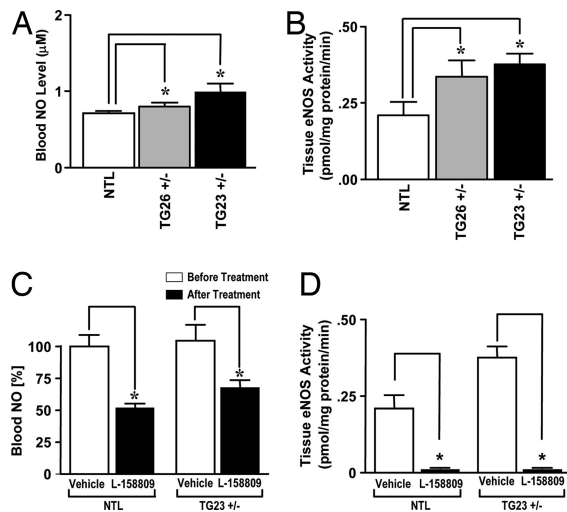 A
Blood NO Level (μM)
2
1
0
*
*
NTL
TG26 +/-
TG23 +/-
B
Tissue eNOS Activity
(pmol/mg protein/min)
.50
.25
.00
*
*
NTL
TG26 +/-
TG23 +/-
C
Before Treatment
After Treatment
Blood NO [%]
100
75
50
25
0
*
*
Vehicle L-158809 Vehicle L-158809
NTL TG23 +/-
D
Tissue eNOS Activity
(pmol/mg protein/min)
.50
.25
0
*
*
Vehicle L-158809 Vehicle L-158809
NTL TG23 +/-